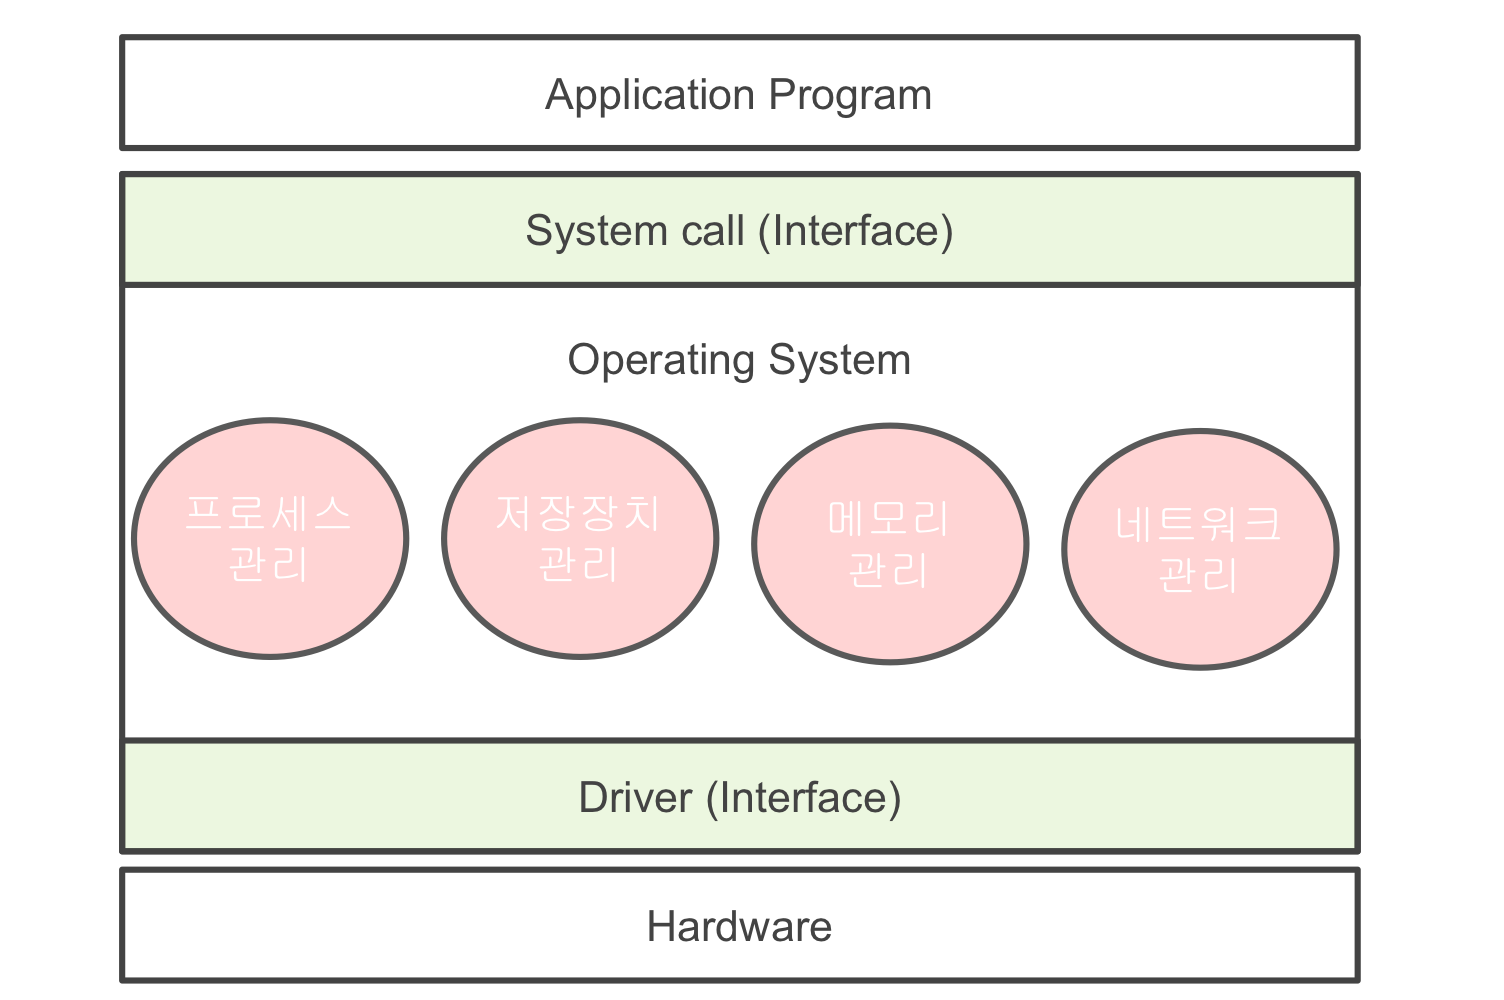 Application Program
System call (Interface)
Operating System
프로세스
관리
저장장치
관리
메모리
관리
네트워크
관리
Driver (Interface)
Hardware